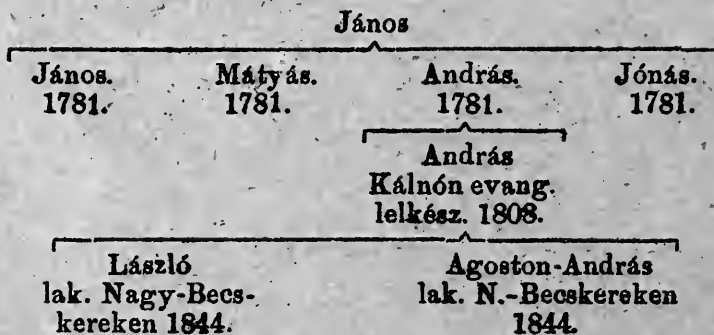 János
János. Mátyás. András. Jónás.
1781. 1781. 1781. 1781.
András
Kálnón evang.
lelkész. 1808.
László Agoston-András
lak. Nagy-Becs- lak. N.-Becskereken
kereken 1844. 1844.